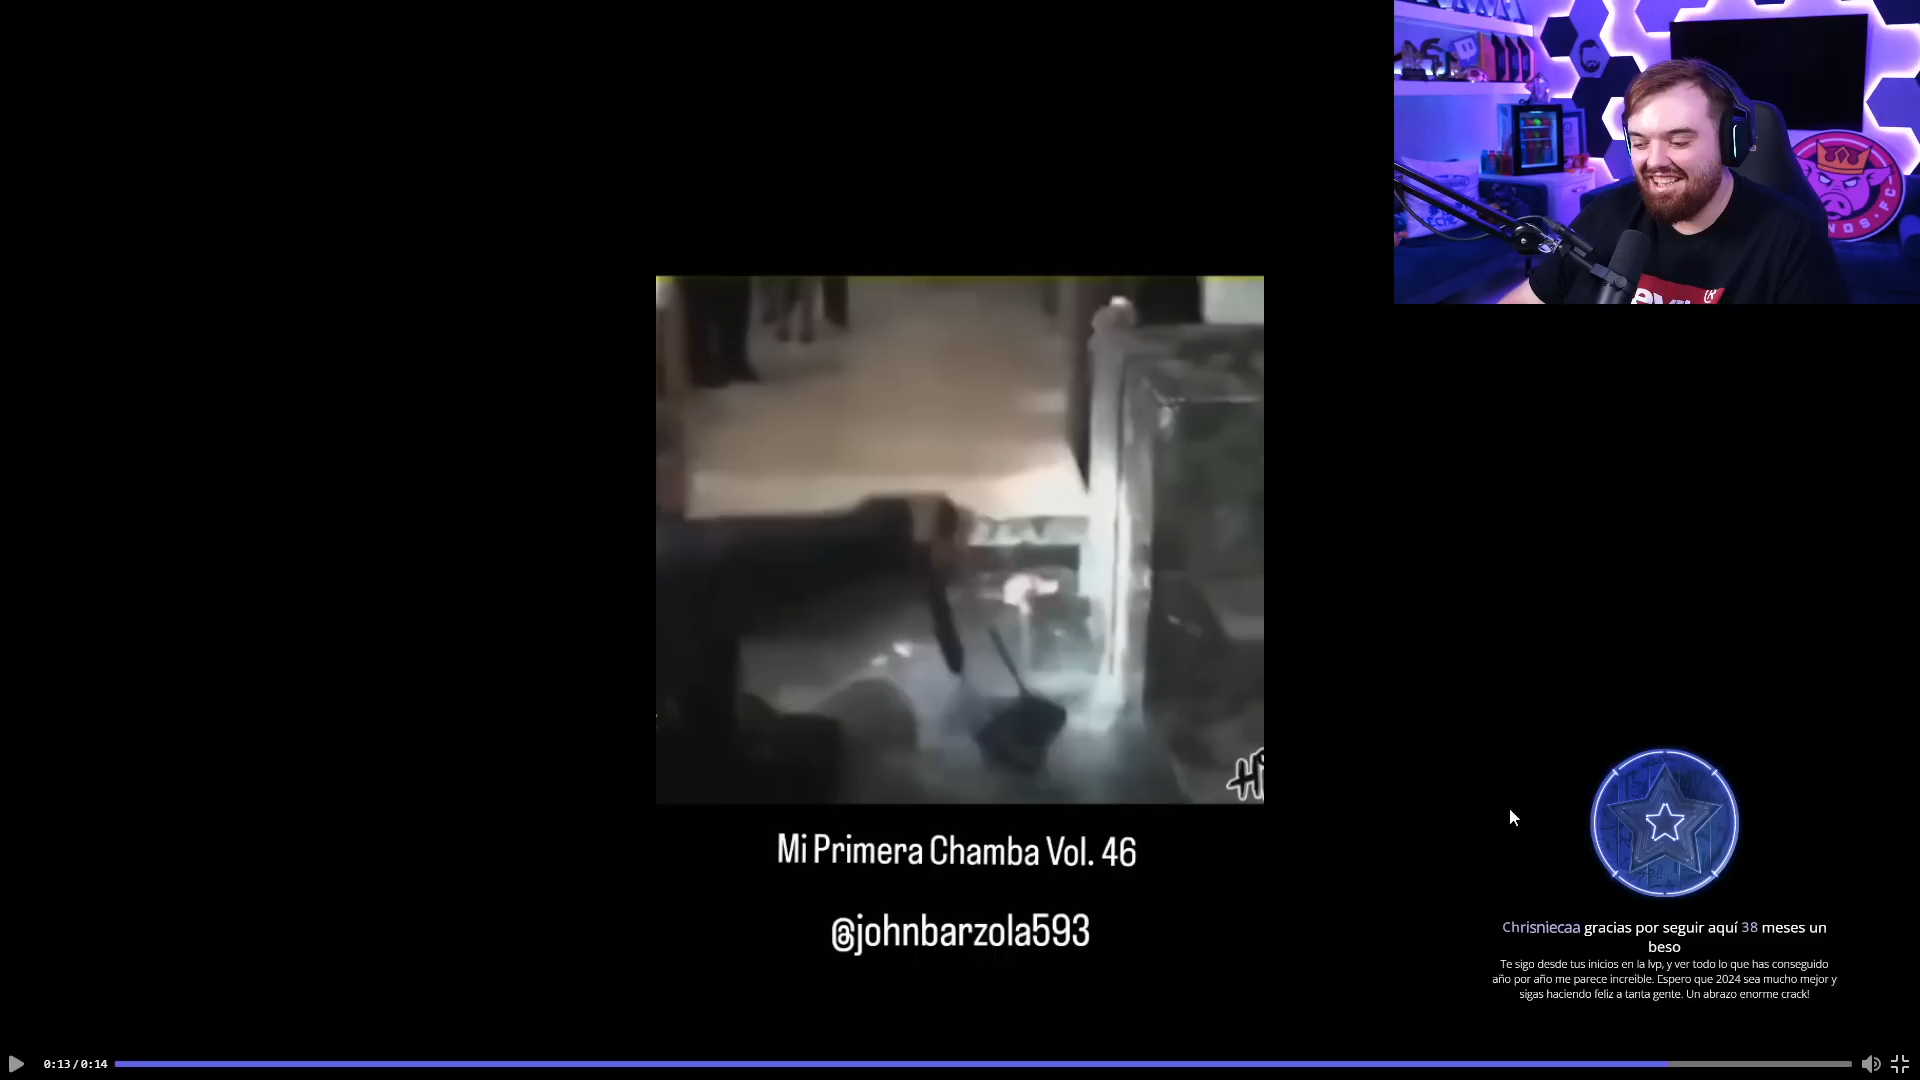 Mi Primera Chamba Vol. 46
@johnbarzola593
Chrisniecaa gracias por seguir aquí 38 meses un
beso
Te sigo desde tus inicios en la lvp, y ver todo lo que has conseguido
año por año me parece increible. Espero que 2024 sea mucho mejor y
sigas haciendo feliz a tanta gente. Un abrazo enorme crack!
0:13/0:14